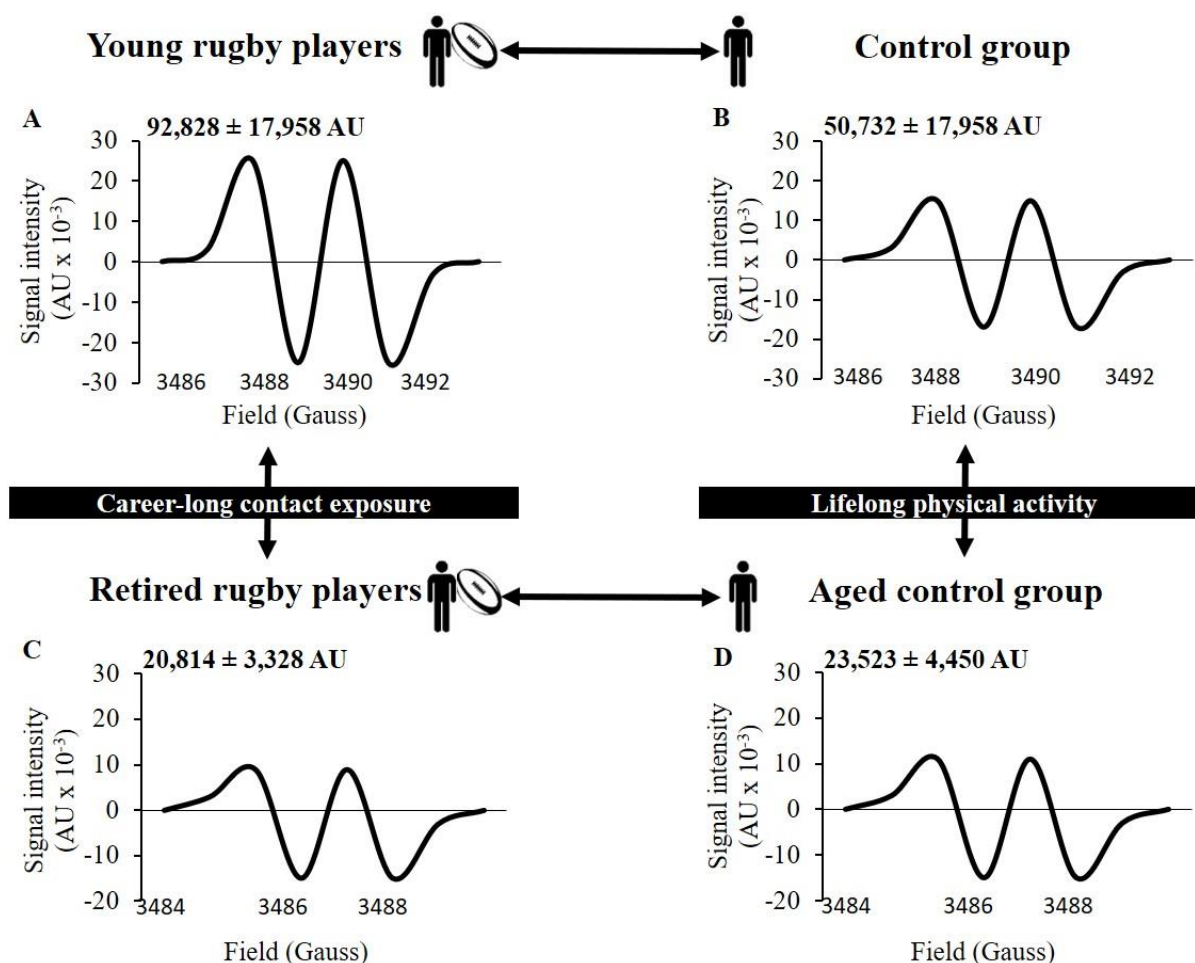 Young rugby players
Control group
A
92,828 ± 17,958 AU
Signal intensity
(AU x 10⁻³)
30
20
10
0
-10
-20
-30
3486 3488 3490 3492
Field (Gauss)
B
50,732 ± 17,958 AU
Signal intensity
(AU x 10⁻³)
30
20
10
0
-10
-20
-30
3486 3488 3490 3492
Field (Gauss)
Career-long contact exposure
Lifelong physical activity
Retired rugby players
Aged control group
C
20,814 ± 3,328 AU
Signal intensity
(AU x 10⁻³)
30
20
10
0
-10
-20
3484 3486 3488
Field (Gauss)
D
23,523 ± 4,450 AU
Signal intensity
(AU x 10⁻³)
30
20
10
0
-10
-20
3484 3486 3488
Field (Gauss)